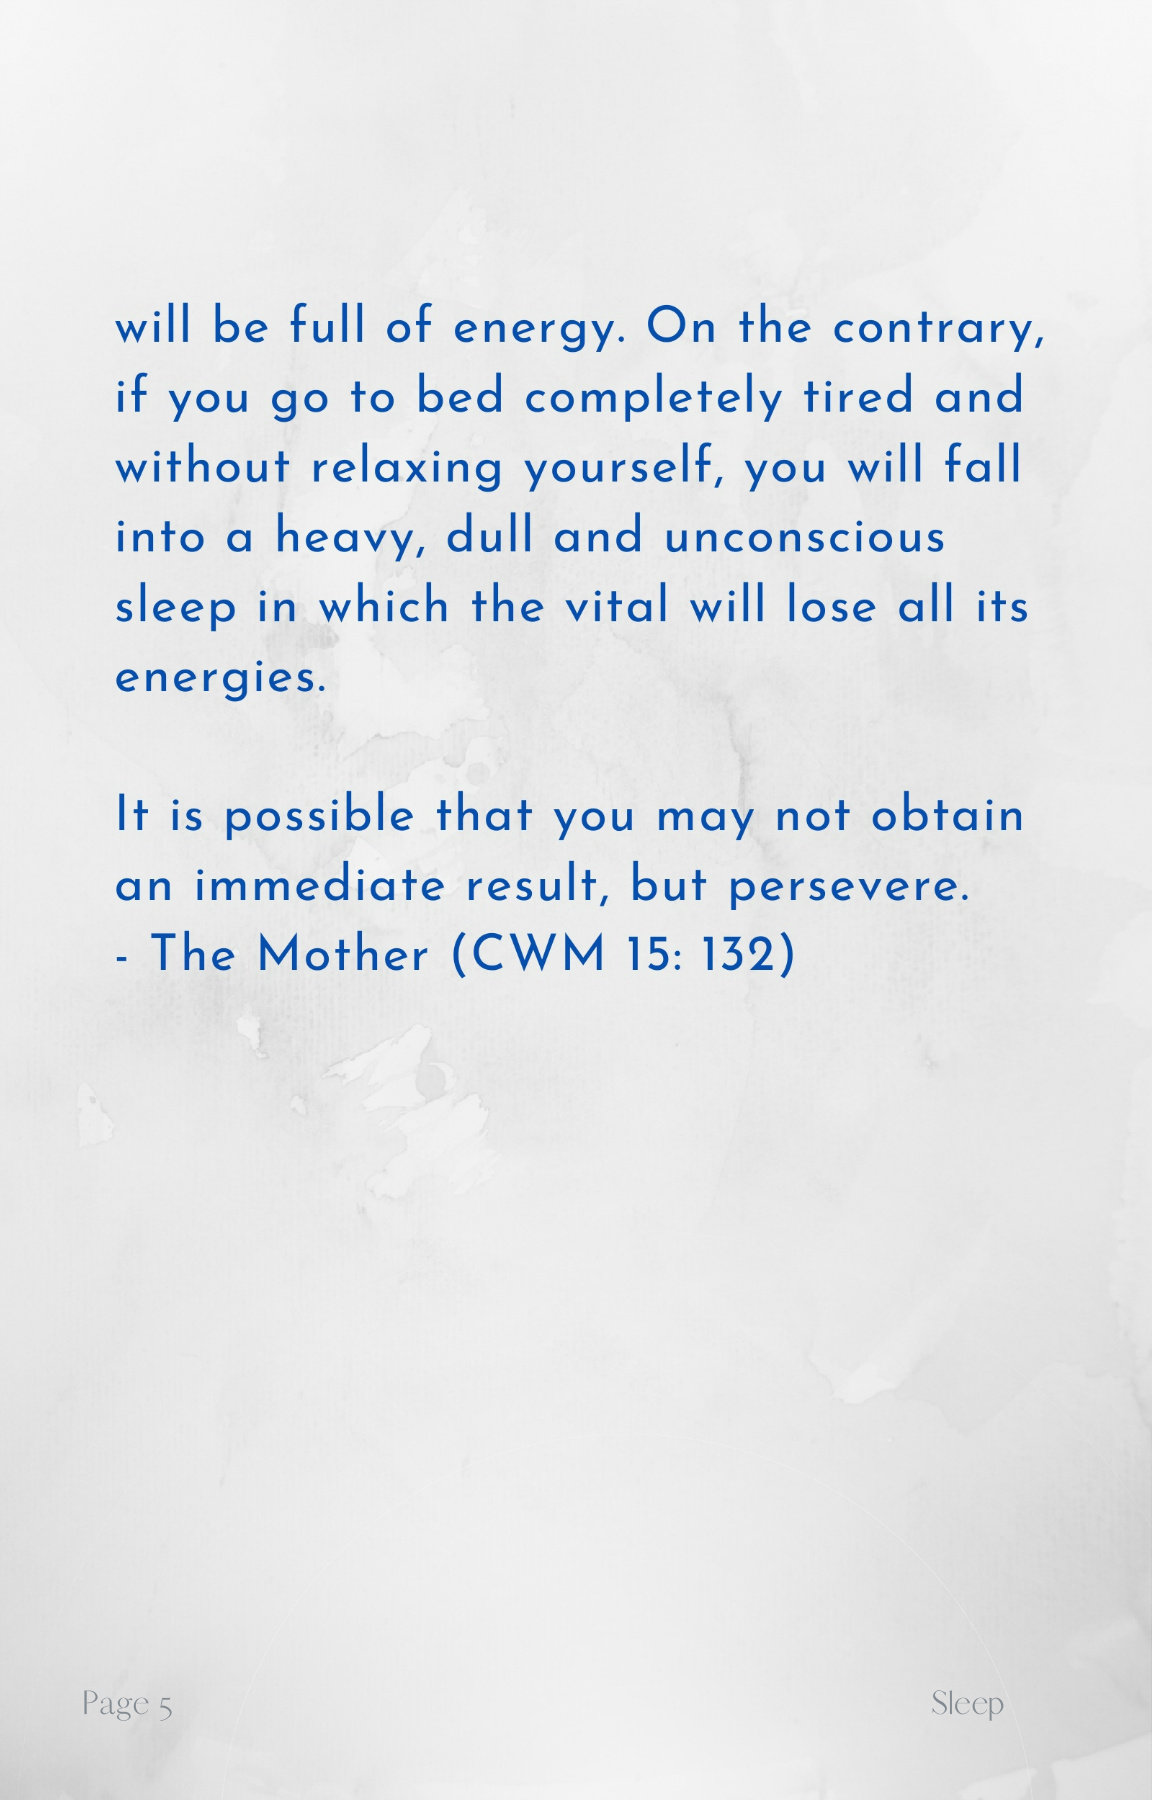 will be full of energy. On the contrary,
if you go to bed completely tired and
without relaxing yourself, you will fall
into a heavy, dull and unconscious
sleep in which the vital will lose all its
energies.
It is possible that you may not obtain
an immediate result, but persevere.
- The Mother (CWM 15: 132)
Page 5
Sleep